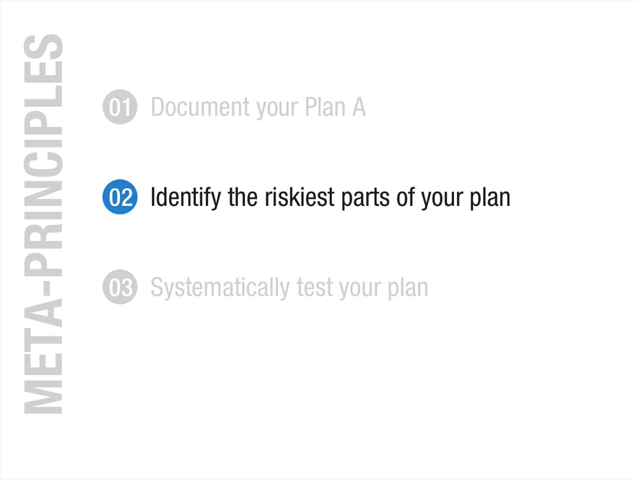 META-PRINCIPLES
01 Document your Plan A
02 Identify the riskiest parts of your plan
03 Systematically test your plan